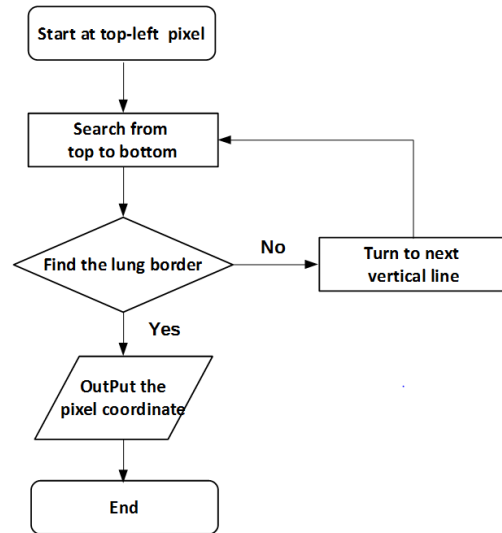 Start at top-left pixel
Search from
top to bottom
Find the lung border
No
Turn to next
vertical line
Yes
OutPut the
pixel coordinate
End